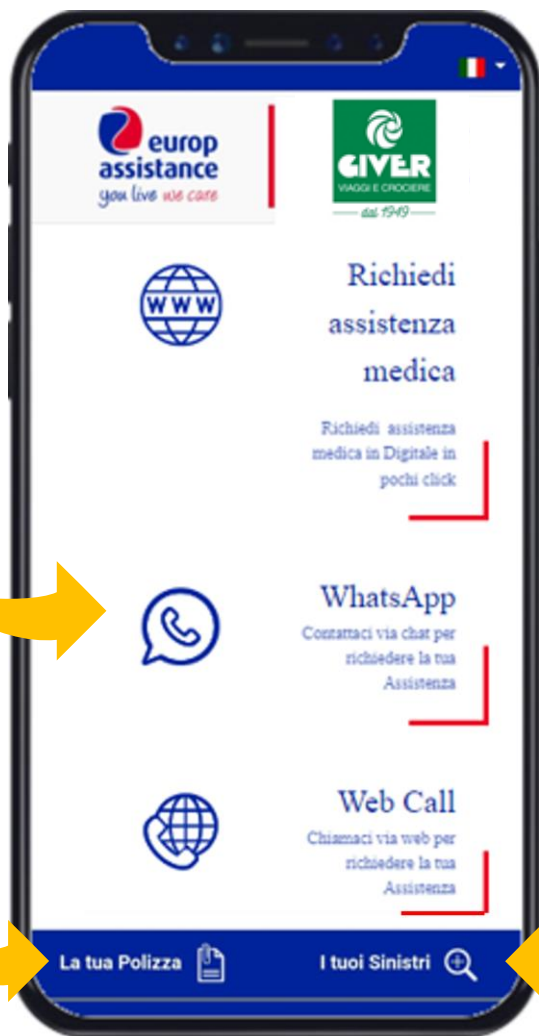 europ
assistance
you live we care
GIVER
VIAGGI E CROCIERE
dal 1949
WWW
Richiedi
assistenza
medica
Richiedi assistenza
medica in Digitale in
pochi click
WhatsApp
Contattaci via chat per
richiedere la tua
Assistenza
Web Call
Chiamaci via web per
richiedere la tua
Assistenza
La tua Polizza
I tuoi Sinistri